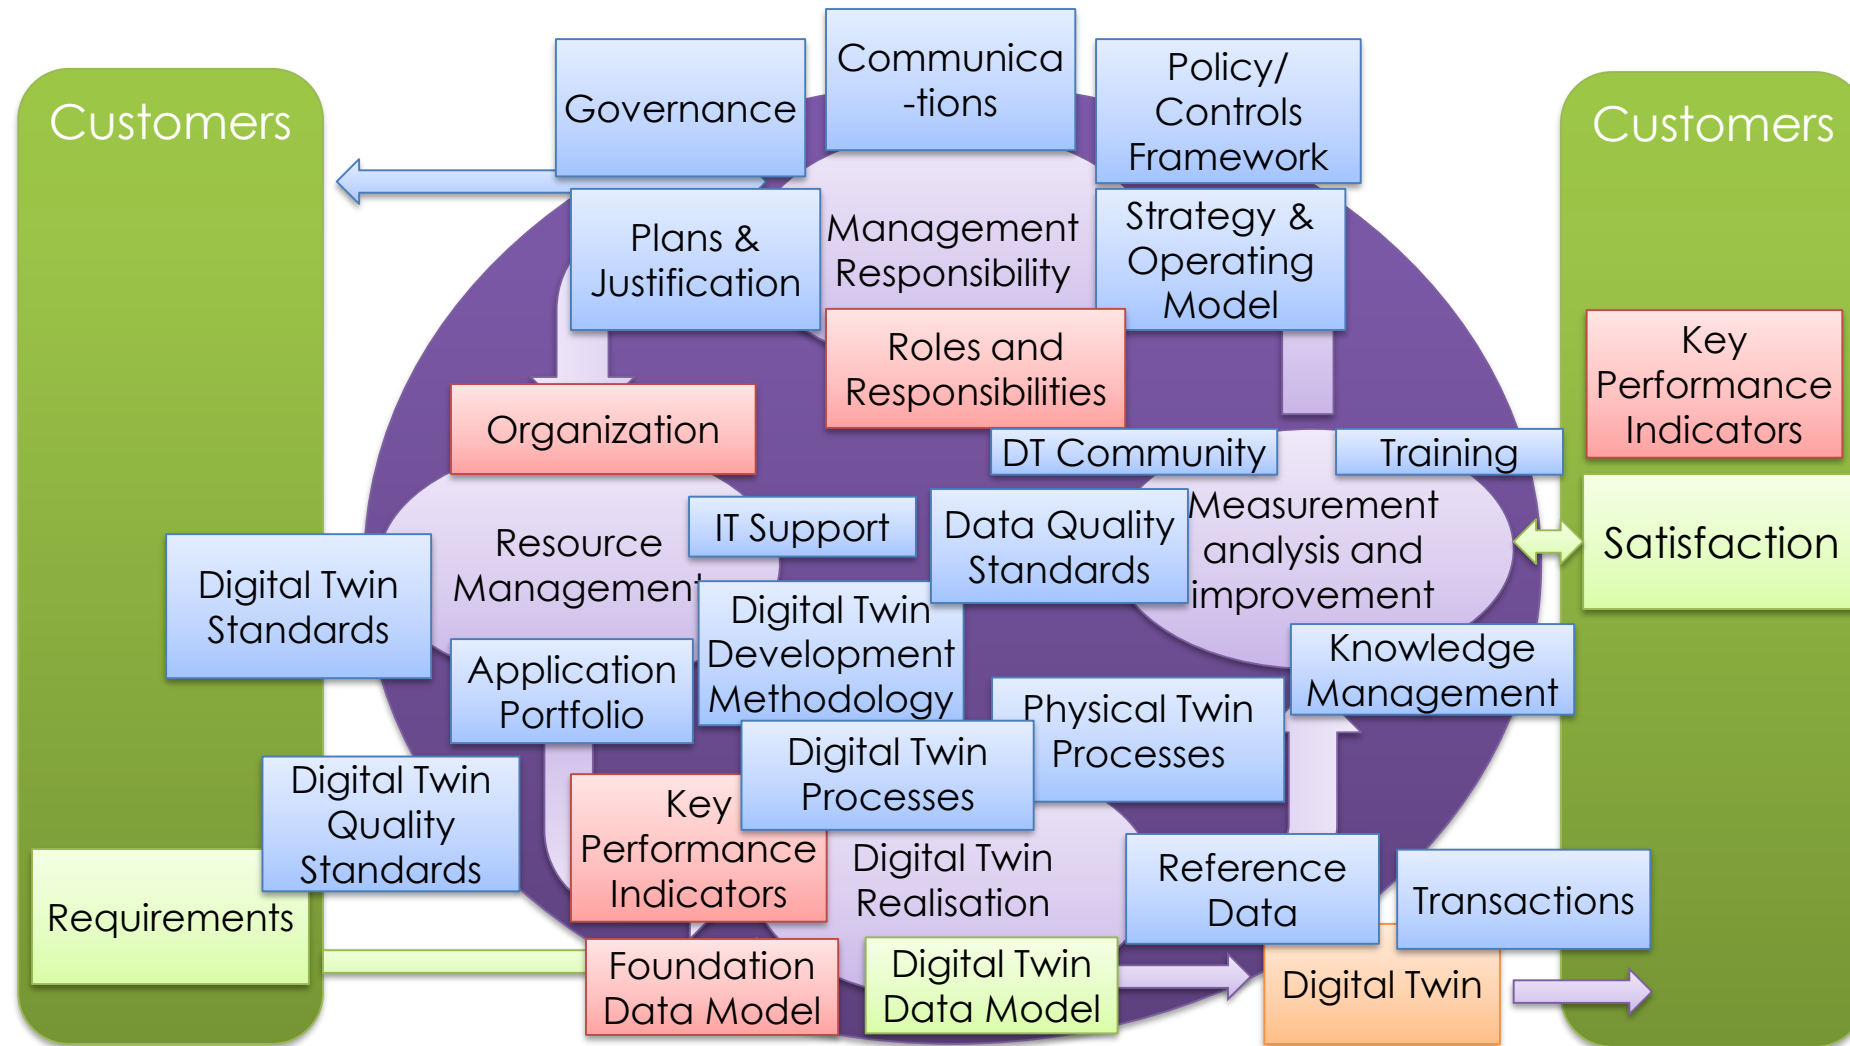 Customers
Governance
Communica
-tions
Policy/
Controls
Framework
Customers
Plans &
Justification
Management
Responsibility
Strategy &
Operating
Model
Roles and
Responsibilities
Key
Performance
Indicators
Organization
DT Community
Training
IT Support
Data Quality
Standards
Measurement
analysis and
improvement
Satisfaction
Resource
Management
Digital Twin
Standards
Digital Twin
Development
Methodology
Application
Portfolio
Knowledge
Management
Physical Twin
Processes
Digital Twin
Processes
Digital Twin
Quality
Standards
Key
Performance
Indicators
Digital Twin
Realisation
Reference
Data
Transactions
Requirements
Foundation
Data Model
Digital Twin
Data Model
Digital Twin